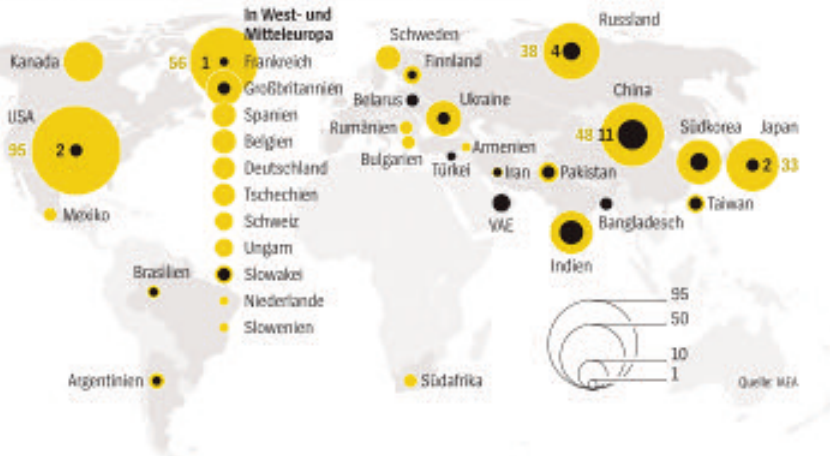 In West- und
Mitteleuropa
Kanada
56 1 Frankreich
Großbritannien
Spanien
Belgien
Deutschland
Tschechien
Schweiz
Ungarn
Slowakei
Niederlande
Slowenien
USA
95 2
Mexiko
Brasilien
Argentinien
Schweden
Finnland
Belarus
Ukraine
Rumänien
Bulgarien
Armenien
Türkei
Iran
Pakistan
VAE
Bangladesch
Indien
Russland
38 4
China
48 11
Südkorea
Japan
2 33
Taiwan
Südafrika
95
50
10
1
Quelle: IAEA